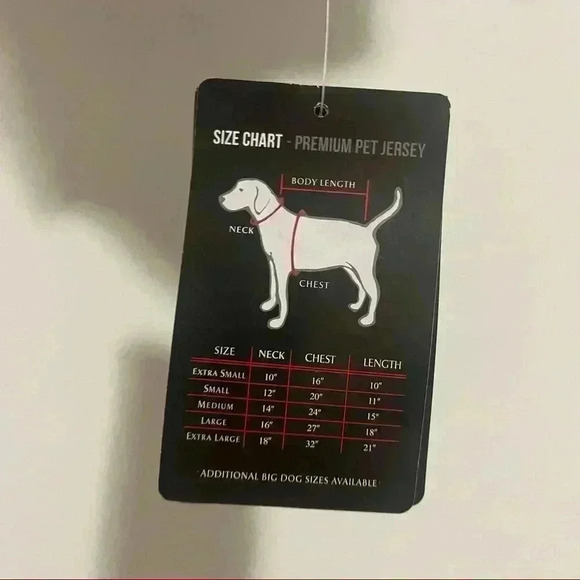 SIZE CHART - PREMIUM PET JERSEY
BODY LENGTH
NECK
CHEST
SIZE NECK CHEST LENGTH
EXTRA SMALL 10" 16" 10"
SMALL 12" 20" 11"
MEDIUM 14" 24" 15"
LARGE 16" 27" 18"
EXTRA LARGE 18" 32" 21"
*ADDITIONAL BIG DOG SIZES AVAILABLE*